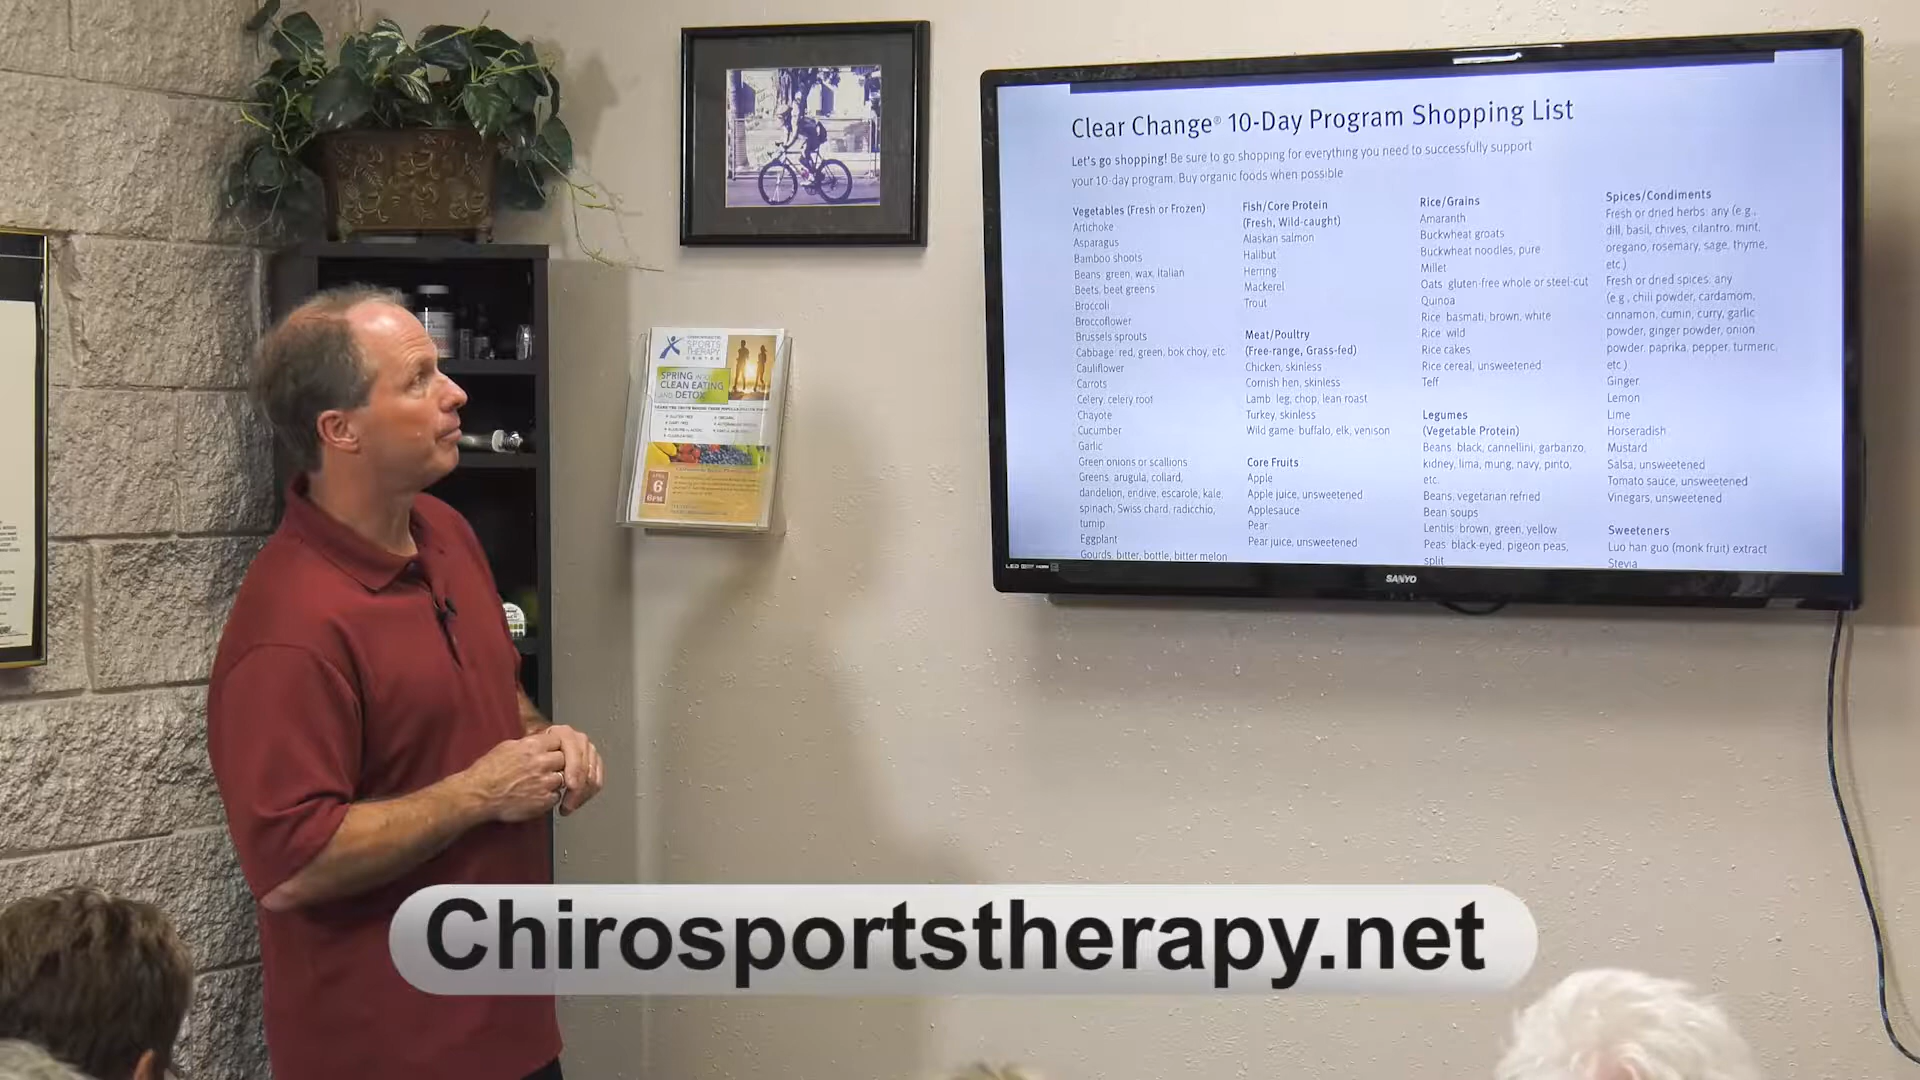 Clear Change® 10-Day Program Shopping List
Let's go shopping! Be sure to go shopping for everything you need to successfully support
your 10-day program. Buy organic foods when possible
Vegetables (Fresh or Frozen)
Artichoke
Asparagus
Bamboo shoots
Beans: green, wax, Italian
Beets, beet greens
Broccoli
Broccoflower
Brussels sprouts
Cabbage: red, green, bok choy, etc
Cauliflower
Carrots
Celery, celery root
Chayote
Cucumber
Garlic
Green onions or scallions
Greens: arugula, collard,
dandelion, endive, escarole, kale,
spinach, Swiss chard, radicchio,
turnip
Eggplant
Gourds: bitter, bottle, bitter melon
Fish/Core Protein
(Fresh, Wild-caught)
Alaskan salmon
Halibut
Herring
Mackerel
Trout
Meat/Poultry
(Free-range, Grass-fed)
Chicken, skinless
Cornish hen, skinless
Lamb: leg, chop, lean roast
Turkey, skinless
Wild game: buffalo, elk, venison
Core Fruits
Apple
Apple juice, unsweetened
Applesauce
Pear
Pear juice, unsweetened
Rice/Grains
Amaranth
Buckwheat groats
Buckwheat noodles, pure
Millet
Oats: gluten-free whole or steel-cut
Quinoa
Rice: basmati, brown, white
Rice: wild
Rice cakes
Rice cereal, unsweetened
Teff
Legumes
(Vegetable Protein)
Beans: black, cannellini, garbanzo,
kidney, lima, mung, navy, pinto,
etc.
Beans, vegetarian refried
Bean soups
Lentils: brown, green, yellow
Peas: black-eyed, pigeon peas,
split
Spices/Condiments
Fresh or dried herbs: any (e.g.,
dill, basil, chives, cilantro, mint,
oregano, rosemary, sage, thyme,
etc.)
Fresh or dried spices: any
(e.g., chili powder, cardamom,
cinnamon, cumin, curry, garlic
powder, ginger powder, onion
powder, paprika, pepper, turmeric,
etc.)
Ginger
Lemon
Lime
Horseradish
Mustard
Salsa, unsweetened
Tomato sauce, unsweetened
Vinegars, unsweetened
Sweeteners
Luo han guo (monk fruit) extract
Stevia
LED
SANYO
SPORTS
THERAPY
CENTER
SPRING INTO
CLEAN EATING
AND DETOX
APRIL
6
6PM
Chirosportstherapy.net